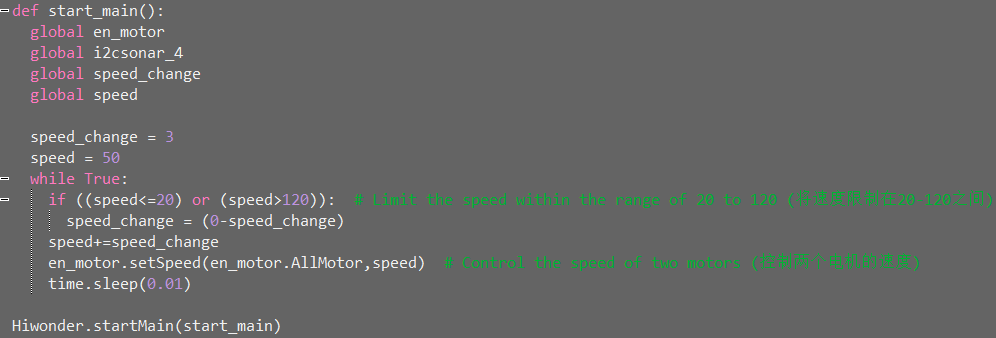 def start_main():
  global en_motor
  global i2csonar_4
  global speed_change
  global speed

  speed_change = 3
  speed = 50
  while True:
    if ((speed<=20) or (speed>120)):  # Limit the speed within the range of 20 to 120 (将速度限制在20-120之间)
      speed_change = (0-speed_change)
    speed+=speed_change
    en_motor.setSpeed(en_motor.AllMotor,speed)  # Control the speed of two motors (控制两个电机的速度)
    time.sleep(0.01)

Hiwonder.startMain(start_main)